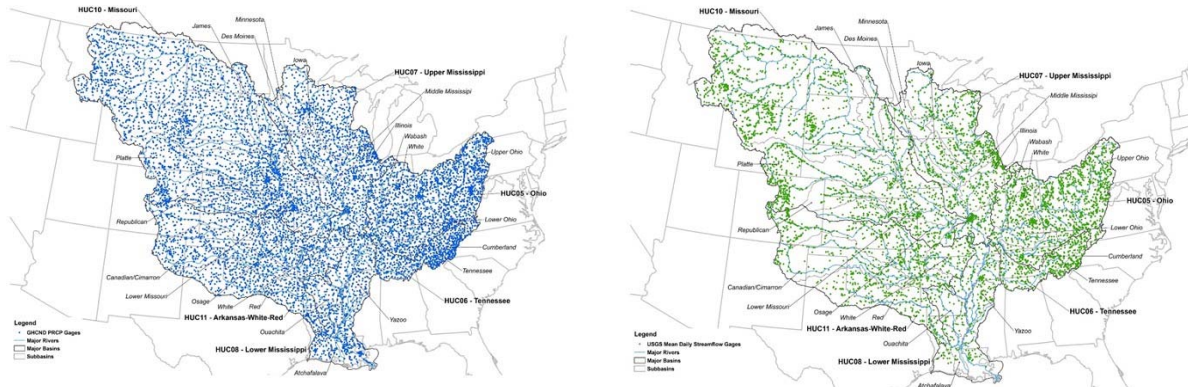 HUC10 - Missouri
Minnesota
James
Des Moines
Iowa
HUC07 - Upper Mississippi
Middle Mississippi
Illinois
Wabash
White
Upper Ohio
Platte
HUC05 - Ohio
Republican
Lower Ohio
Cumberland
Canadian/Cimarron
Tennessee
Lower Missouri
Osage
White
Red
HUC06 - Tennessee
HUC11 - Arkansas-White-Red
Yazoo
Ouachita
HUC08 - Lower Mississippi
Atchafalaya
Legend
GHCND PRCP Gages
Major Rivers
Major Basins
Subbasins
HUC10 - Missouri
Minnesota
James
Des Moines
Iowa
HUC07 - Upper Mississippi
Middle Mississippi
Illinois
Wabash
White
Upper Ohio
Platte
HUC05 - Ohio
Republican
Lower Ohio
Cumberland
Canadian/Cimarron
Tennessee
Lower Missouri
Osage
White
Red
HUC06 - Tennessee
HUC11 - Arkansas-White-Red
Yazoo
Ouachita
HUC08 - Lower Mississippi
Atchafalaya
Legend
USGS Mean Daily Streamflow Gages
Major Rivers
Major Basins
Subbasins